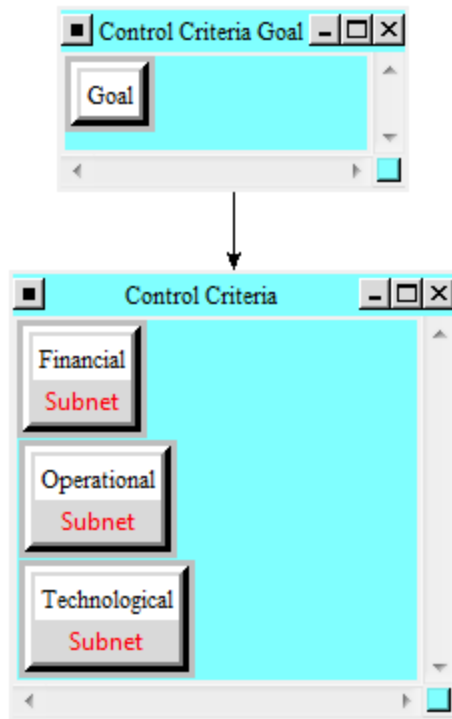 Control Criteria Goal
Goal
Control Criteria
Financial
Subnet
Operational
Subnet
Technological
Subnet